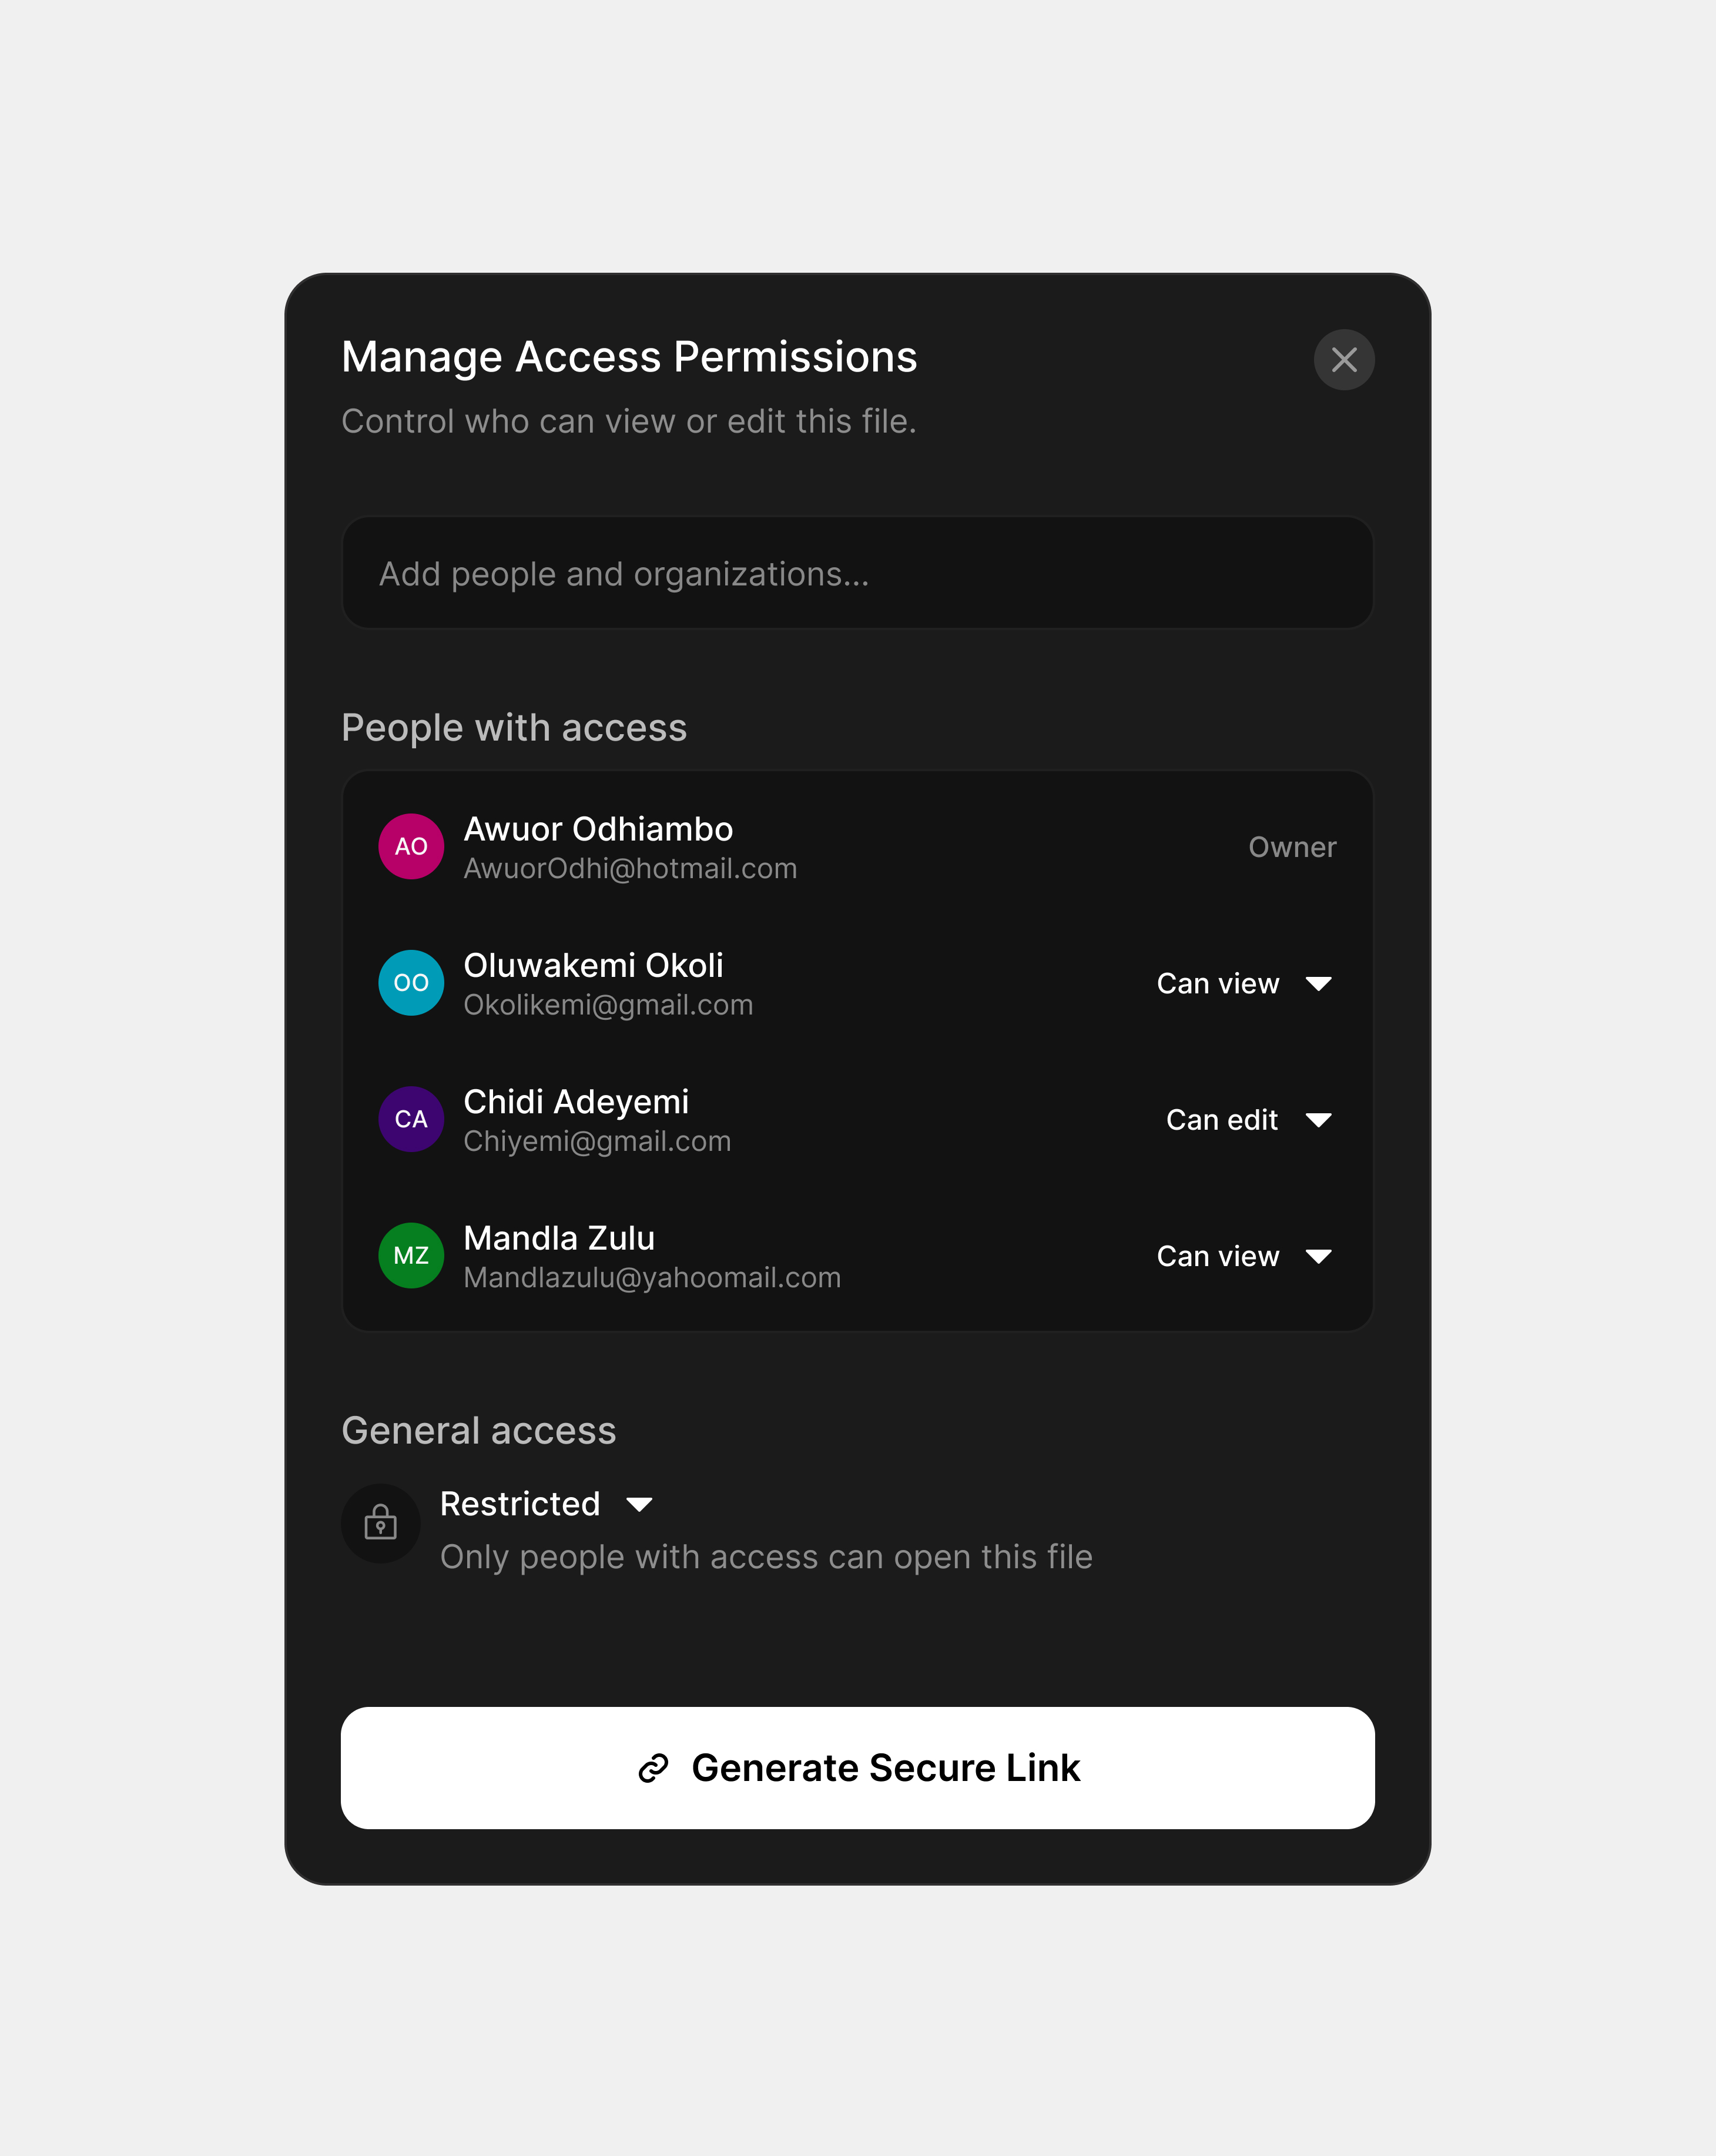 Manage Access Permissions
Control who can view or edit this file.
Add people and organizations...
People with access
AO
Awuor Odhiambo
AwuorOdhi@hotmail.com
Owner
OO
Oluwakemi Okoli
Okolikemi@gmail.com
Can view
CA
Chidi Adeyemi
Chiyemi@gmail.com
Can edit
MZ
Mandla Zulu
Mandlazulu@yahoomail.com
Can view
General access
Restricted
Only people with access can open this file
Generate Secure Link